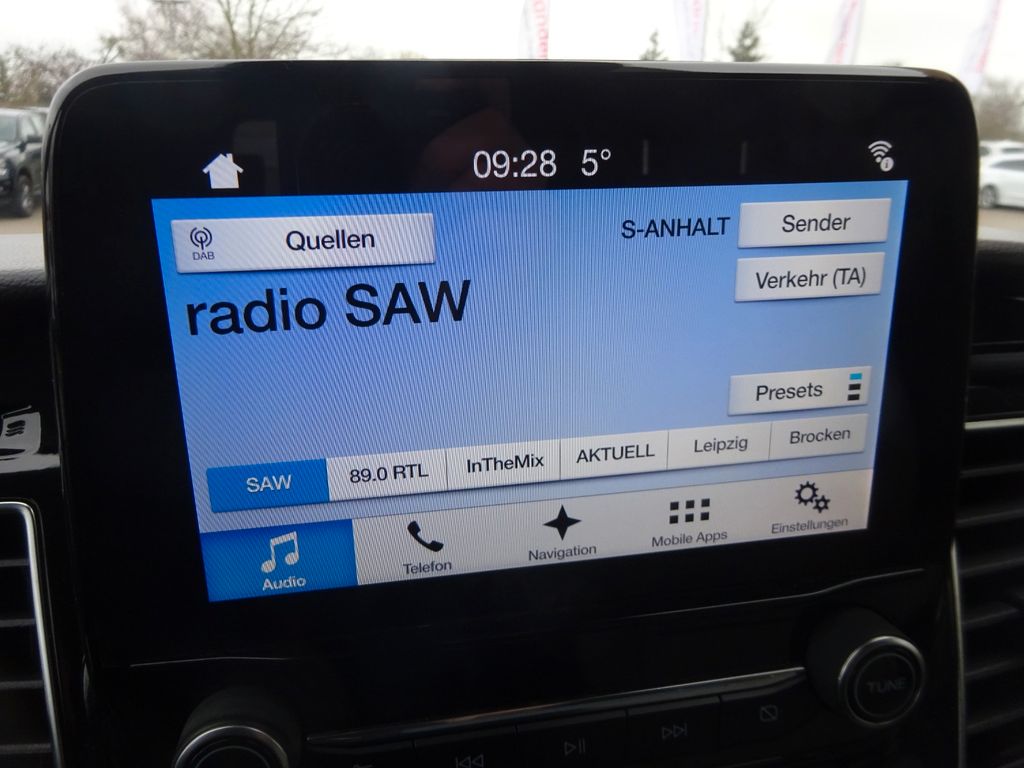 09:28 5°
DAB
Quellen
S-ANHALT
Sender
Verkehr (TA)
radio SAW
Presets
SAW
89.0 RTL
InTheMix
AKTUELL
Leipzig
Brocken
Audio
Telefon
Navigation
Mobile Apps
Einstellungen
TUNE